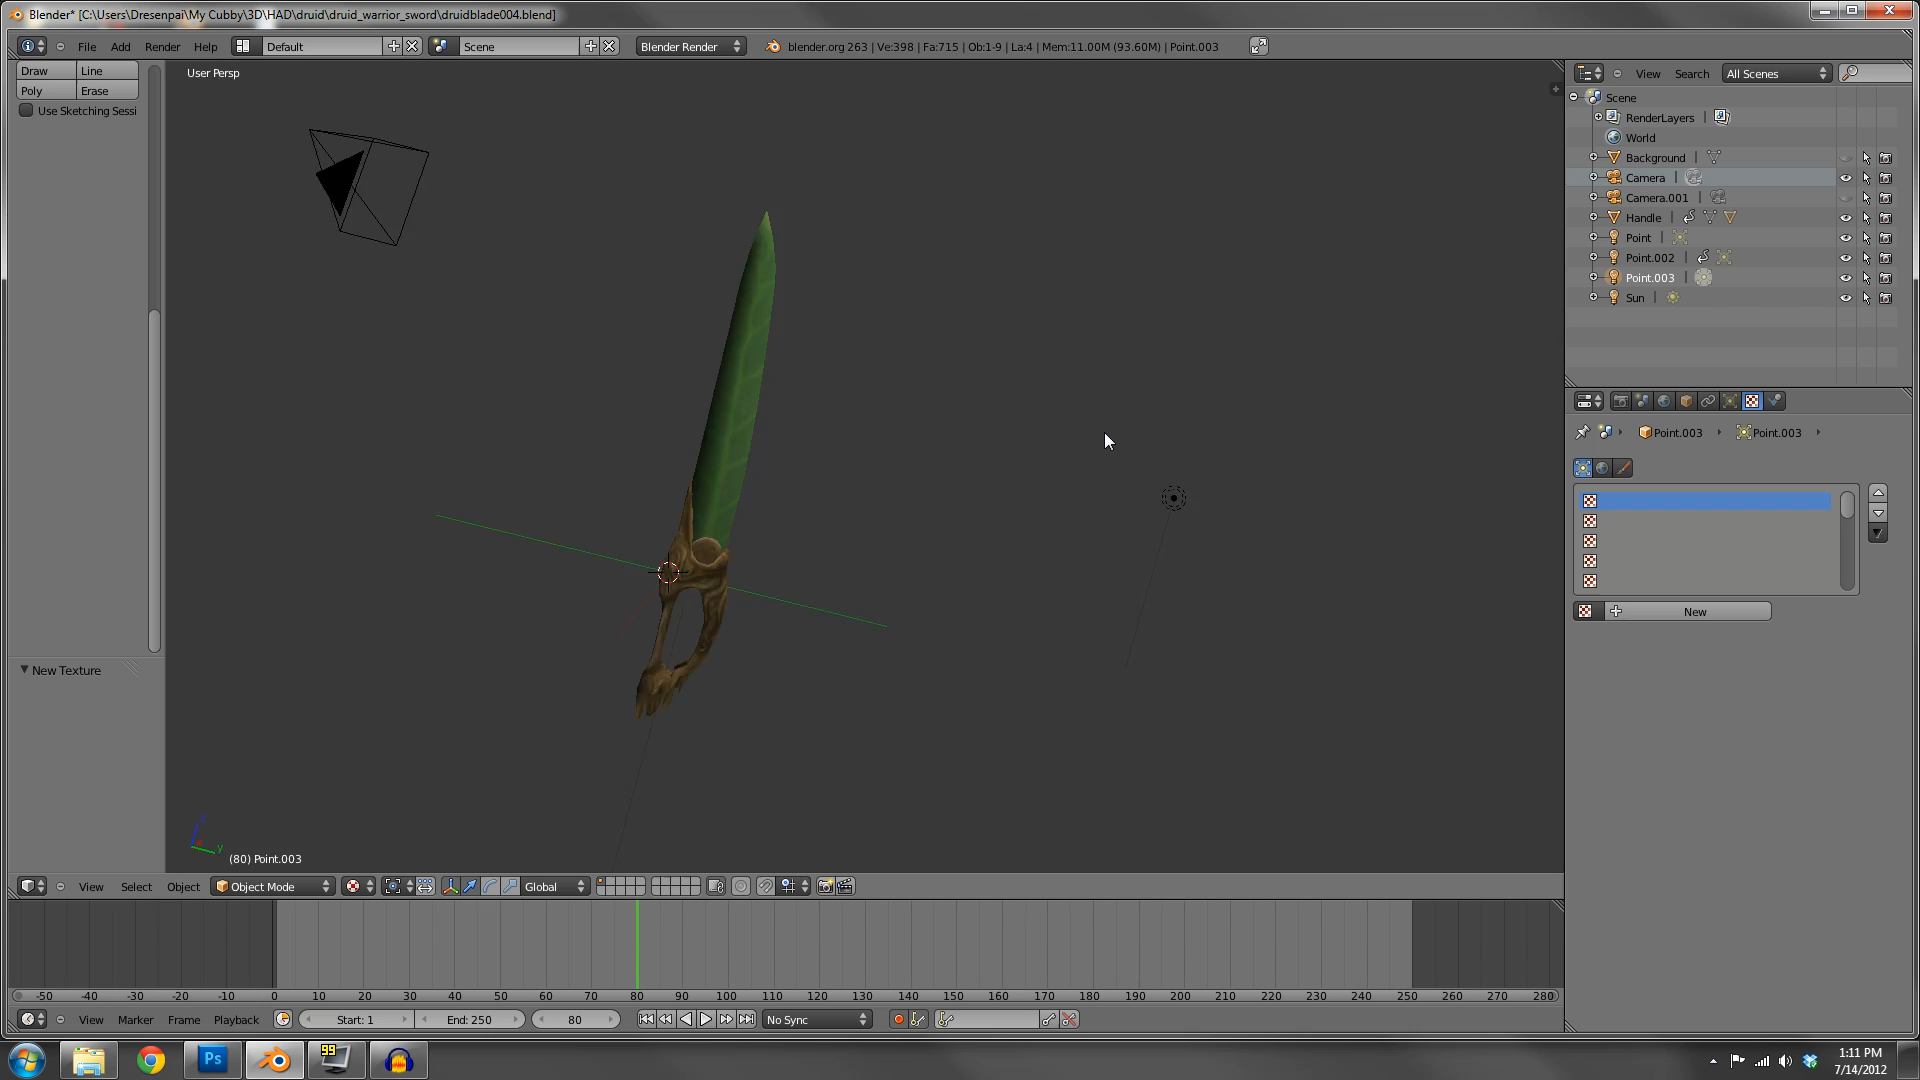 Blender* [C:\Users\Dresenpai\My Cubby\3D\HAD\druid\druid_warrior_sword\druidblade004.blend]
File Add Render Help Default Scene Blender Render blender.org 263 | Ve:398 | Fa:715 | Ob:1-9 | La:4 | Mem:11.00M (93.60M) | Point.003
Draw Line
Poly Erase
Use Sketching Sessi
New Texture
User Persp
(80) Point.003
z
y
View Search All Scenes
Scene
RenderLayers
World
Background
Camera
Camera.001
Handle
Point
Point.002
Point.003
Sun
Point.003 Point.003
New
View Select Object Object Mode Global
-50 -40 -30 -20 -10 0 10 20 30 40 50 60 70 80 90 100 110 120 130 140 150 160 170 180 190 200 210 220 230 240 250 260 270 280
View Marker Frame Playback Start: 1 End: 250 80 No Sync
Ps
99
1:11 PM
7/14/2012